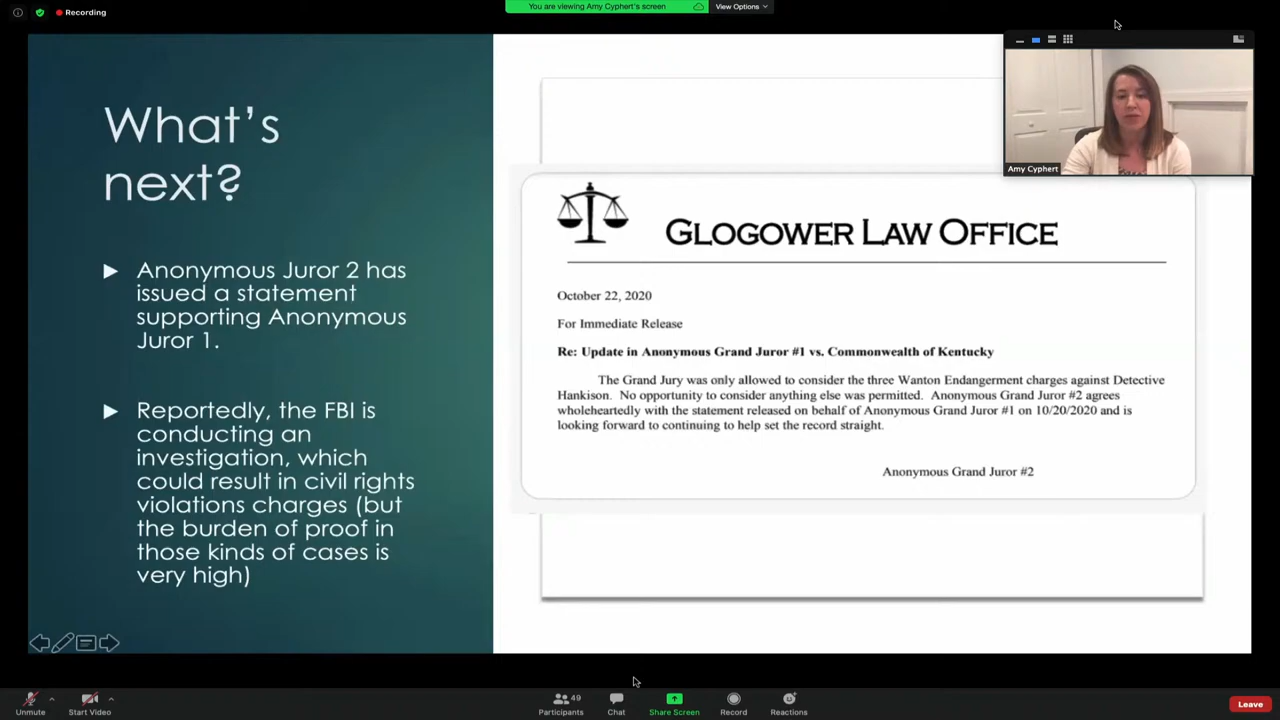 Recording
You are viewing Amy Cyphert's screen
View Options
What's
next?
Anonymous Juror 2 has
issued a statement
supporting Anonymous
Juror 1.
Reportedly, the FBI is
conducting an
investigation, which
could result in civil rights
violations charges (but
the burden of proof in
those kinds of cases is
very high)
GLOGOWER LAW OFFICE
October 22, 2020
For Immediate Release
Re: Update in Anonymous Grand Juror #1 vs. Commonwealth of Kentucky
The Grand Jury was only allowed to consider the three Wanton Endangerment charges against Detective
Hankison. No opportunity to consider anything else was permitted. Anonymous Grand Juror #2 agrees
wholeheartedly with the statement released on behalf of Anonymous Grand Juror #1 on 10/20/2020 and is
looking forward to continuing to help set the record straight.
Anonymous Grand Juror #2
Amy Cyphert
Unmute
Start Video
49
Participants
Chat
Share Screen
Record
Reactions
Leave